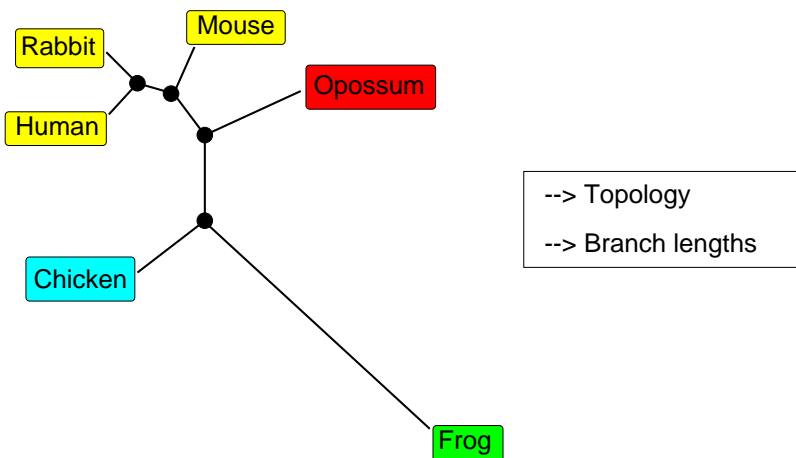 Mouse
Rabbit
Opossum
Human
--> Topology
--> Branch lengths
Chicken
Frog